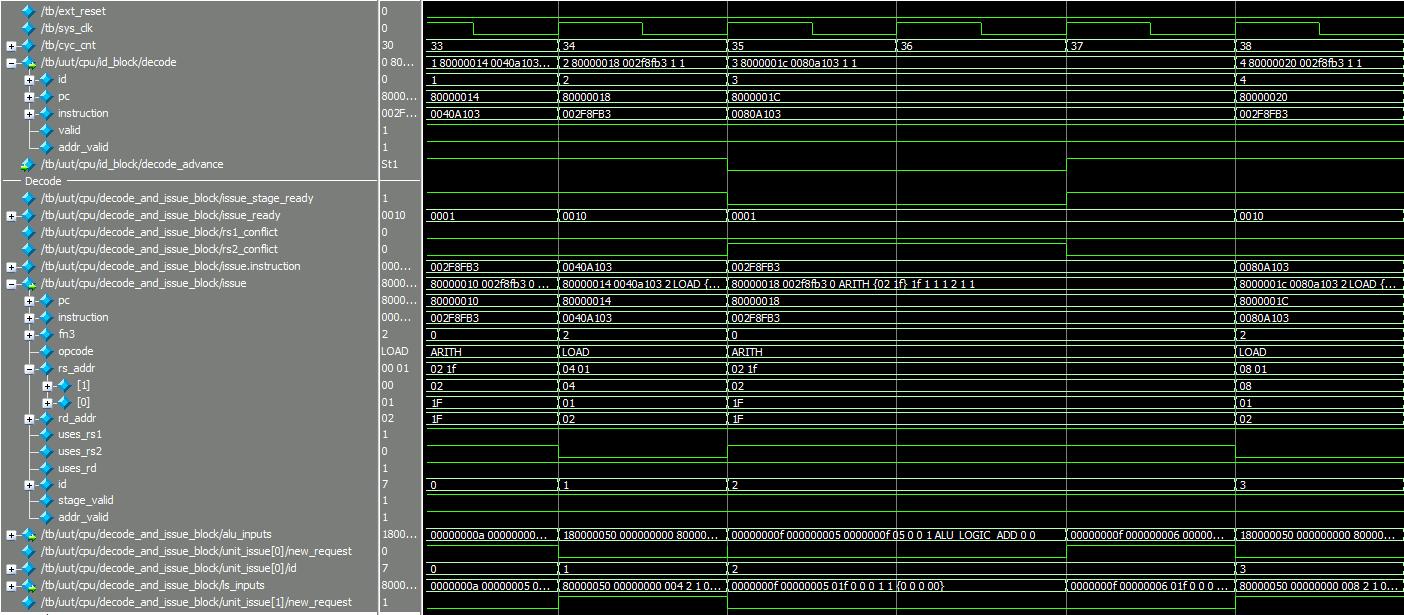 /tb/ext_reset 0
/tb/sys_clk 0
/tb/cyc_cnt 30 33 34 35 36 37 38
/tb/uut/cpu/id_block/decode 0 80... 1 80000014 0040a103... 2 80000018 002f8fb3 1 1 3 8000001c 0080a103 1 1 4 80000020 002f8fb3 1 1
id 0 1 2 3 4
pc 8000... 80000014 80000018 8000001C 80000020
instruction 002F... 0040A103 002F8FB3 0080A103 002F8FB3
valid 1
addr_valid 1
/tb/uut/cpu/id_block/decode_advance St1
Decode
/tb/uut/cpu/decode_and_issue_block/issue_stage_ready 1
/tb/uut/cpu/decode_and_issue_block/issue_ready 0010 0001 0010 0001 0010
/tb/uut/cpu/decode_and_issue_block/rs1_conflict 0
/tb/uut/cpu/decode_and_issue_block/rs2_conflict 0
/tb/uut/cpu/decode_and_issue_block/issue.instruction 000... 002F8FB3 0040A103 002F8FB3 0080A103
/tb/uut/cpu/decode_and_issue_block/issue 8000... 80000010 002f8fb3 0 ... 80000014 0040a103 2 LOAD {... 80000018 002f8fb3 0 ARITH {02 1f} 1f 1 1 1 2 1 1 8000001c 0080a103 2 LOAD {...
pc 8000... 80000010 80000014 80000018 8000001C
instruction 000... 002F8FB3 0040A103 002F8FB3 0080A103
fn3 2 0 2 0 2
opcode LOAD ARITH LOAD ARITH LOAD
rs_addr 00 01 02 1f 04 01 02 1f 08 01
[1] 00 02 04 02 08
[0] 01 1F 01 1F 01
rd_addr 02 1F 02 1F 02
uses_rs1 1
uses_rs2 0
uses_rd 1
id 7 0 1 2 3
stage_valid 1
addr_valid 1
/tb/uut/cpu/decode_and_issue_block/alu_inputs 1800... 00000000a 00000000... 180000050 000000000 80000... 00000000f 000000005 00000000f 05 0 0 1 ALU_LOGIC_ADD 0 0 00000000f 000000006 00000... 180000050 000000000 80000...
/tb/uut/cpu/decode_and_issue_block/unit_issue[0]/new_request 0
/tb/uut/cpu/decode_and_issue_block/unit_issue[0]/id 7 0 1 2 3
/tb/uut/cpu/decode_and_issue_block/ls_inputs 8000... 0000000a 00000005 0... 80000050 00000000 004 2 1 0... 0000000f 00000005 01f 0 0 0 1 1 {0 0 0 00} 0000000f 00000006 01f 0 0 0 ... 80000050 00000000 008 2 1 0...
/tb/uut/cpu/decode_and_issue_block/unit_issue[1]/new_request 1